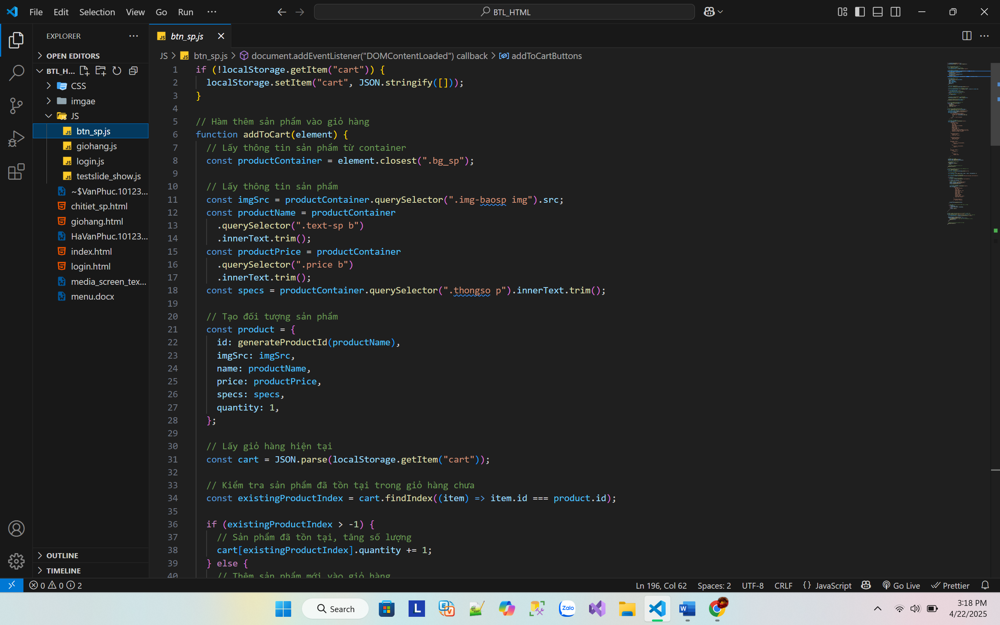 File Edit Selection View Go Run ··· BTL_HTML
EXPLORER ···
OPEN EDITORS
BTL_H...
CSS
imgae
JS
btn_sp.js
giohang.js
login.js
testslide_show.js
~$VanPhuc.10123...
chitiet_sp.html
giohang.html
HaVanPhuc.10123...
index.html
login.html
media_screen_tex...
menu.docx
OUTLINE
TIMELINE
JS btn_sp.js
JS > JS btn_sp.js > document.addEventListener("DOMContentLoaded") callback > addToCartButtons
1 if (!localStorage.getItem("cart")) {
2 localStorage.setItem("cart", JSON.stringify([]));
3 }
4
5 // Hàm thêm sản phẩm vào giỏ hàng
6 function addToCart(element) {
7 // Lấy thông tin sản phẩm từ container
8 const productContainer = element.closest(".bg_sp");
9
10 // Lấy thông tin sản phẩm
11 const imgSrc = productContainer.querySelector(".img-baosp img").src;
12 const productName = productContainer
13 .querySelector(".text-sp b")
14 .innerText.trim();
15 const productPrice = productContainer
16 .querySelector(".price b")
17 .innerText.trim();
18 const specs = productContainer.querySelector(".thongso p").innerText.trim();
19
20 // Tạo đối tượng sản phẩm
21 const product = {
22 id: generateProductId(productName),
23 imgSrc: imgSrc,
24 name: productName,
25 price: productPrice,
26 specs: specs,
27 quantity: 1,
28 };
29
30 // Lấy giỏ hàng hiện tại
31 const cart = JSON.parse(localStorage.getItem("cart"));
32
33 // Kiểm tra sản phẩm đã tồn tại trong giỏ hàng chưa
34 const existingProductIndex = cart.findIndex((item) => item.id === product.id);
35
36 if (existingProductIndex > -1) {
37 // Sản phẩm đã tồn tại, tăng số lượng
38 cart[existingProductIndex].quantity += 1;
39 } else {
40 // Thêm sản phẩm mới vào giỏ hàng
0 0 2 Ln 196, Col 62 Spaces: 2 UTF-8 CRLF {} JavaScript Go Live Prettier
Search L Zalo W 3:18 PM
4/22/2025